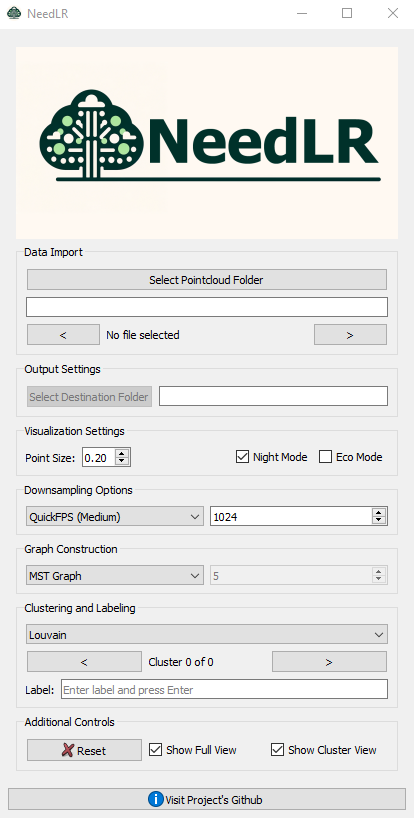 NeedLR
NeedLR
Data Import
Select Pointcloud Folder
< No file selected >
Output Settings
Select Destination Folder
Visualization Settings
Point Size: 0.20 Night Mode Eco Mode
Downsampling Options
QuickFPS (Medium) 1024
Graph Construction
MST Graph 5
Clustering and Labeling
Louvain
< Cluster 0 of 0 >
Label: Enter label and press Enter
Additional Controls
Reset Show Full View Show Cluster View
Visit Project's Github